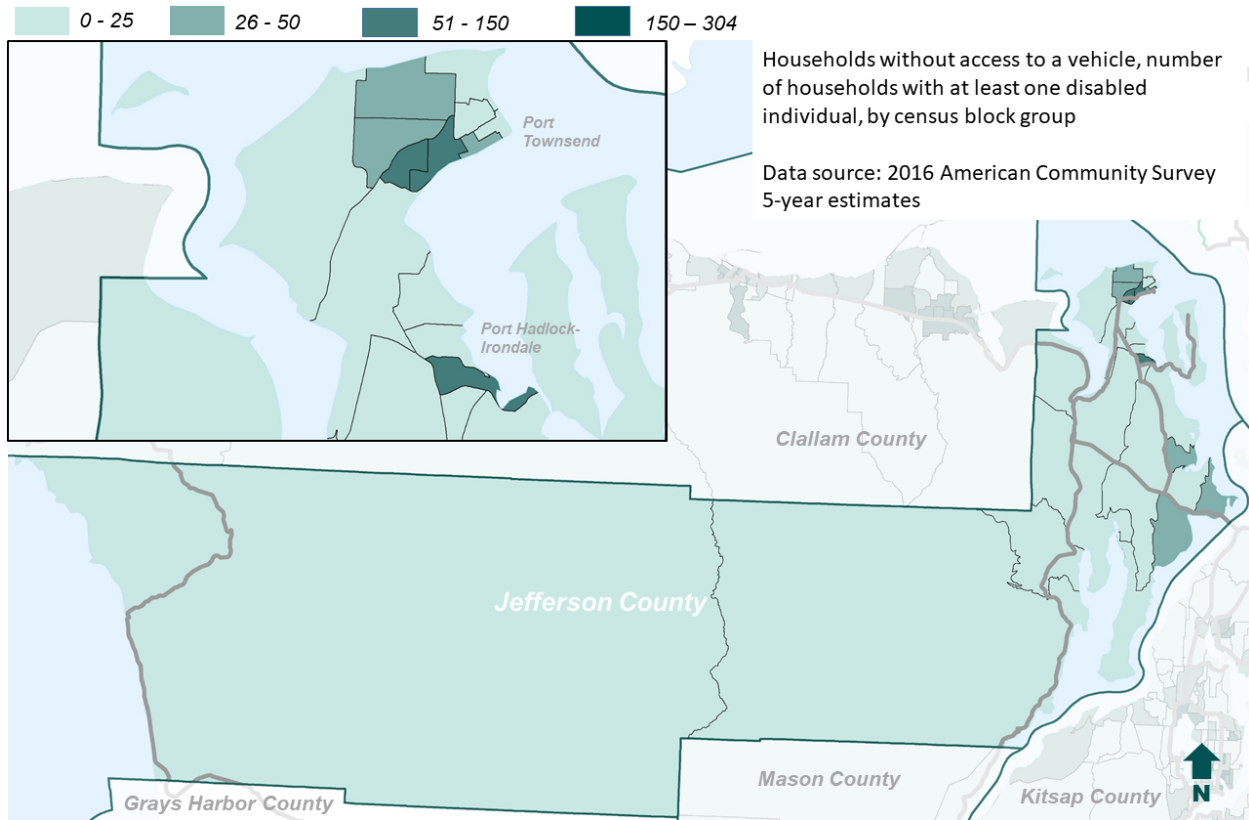 0 - 25
26 - 50
51 - 150
150 – 304
Households without access to a vehicle, number
of households with at least one disabled
individual, by census block group
Data source: 2016 American Community Survey
5-year estimates
Port
Townsend
Port Hadlock-
Irondale
Clallam County
Jefferson County
Mason County
Grays Harbor County
Kitsap County
N